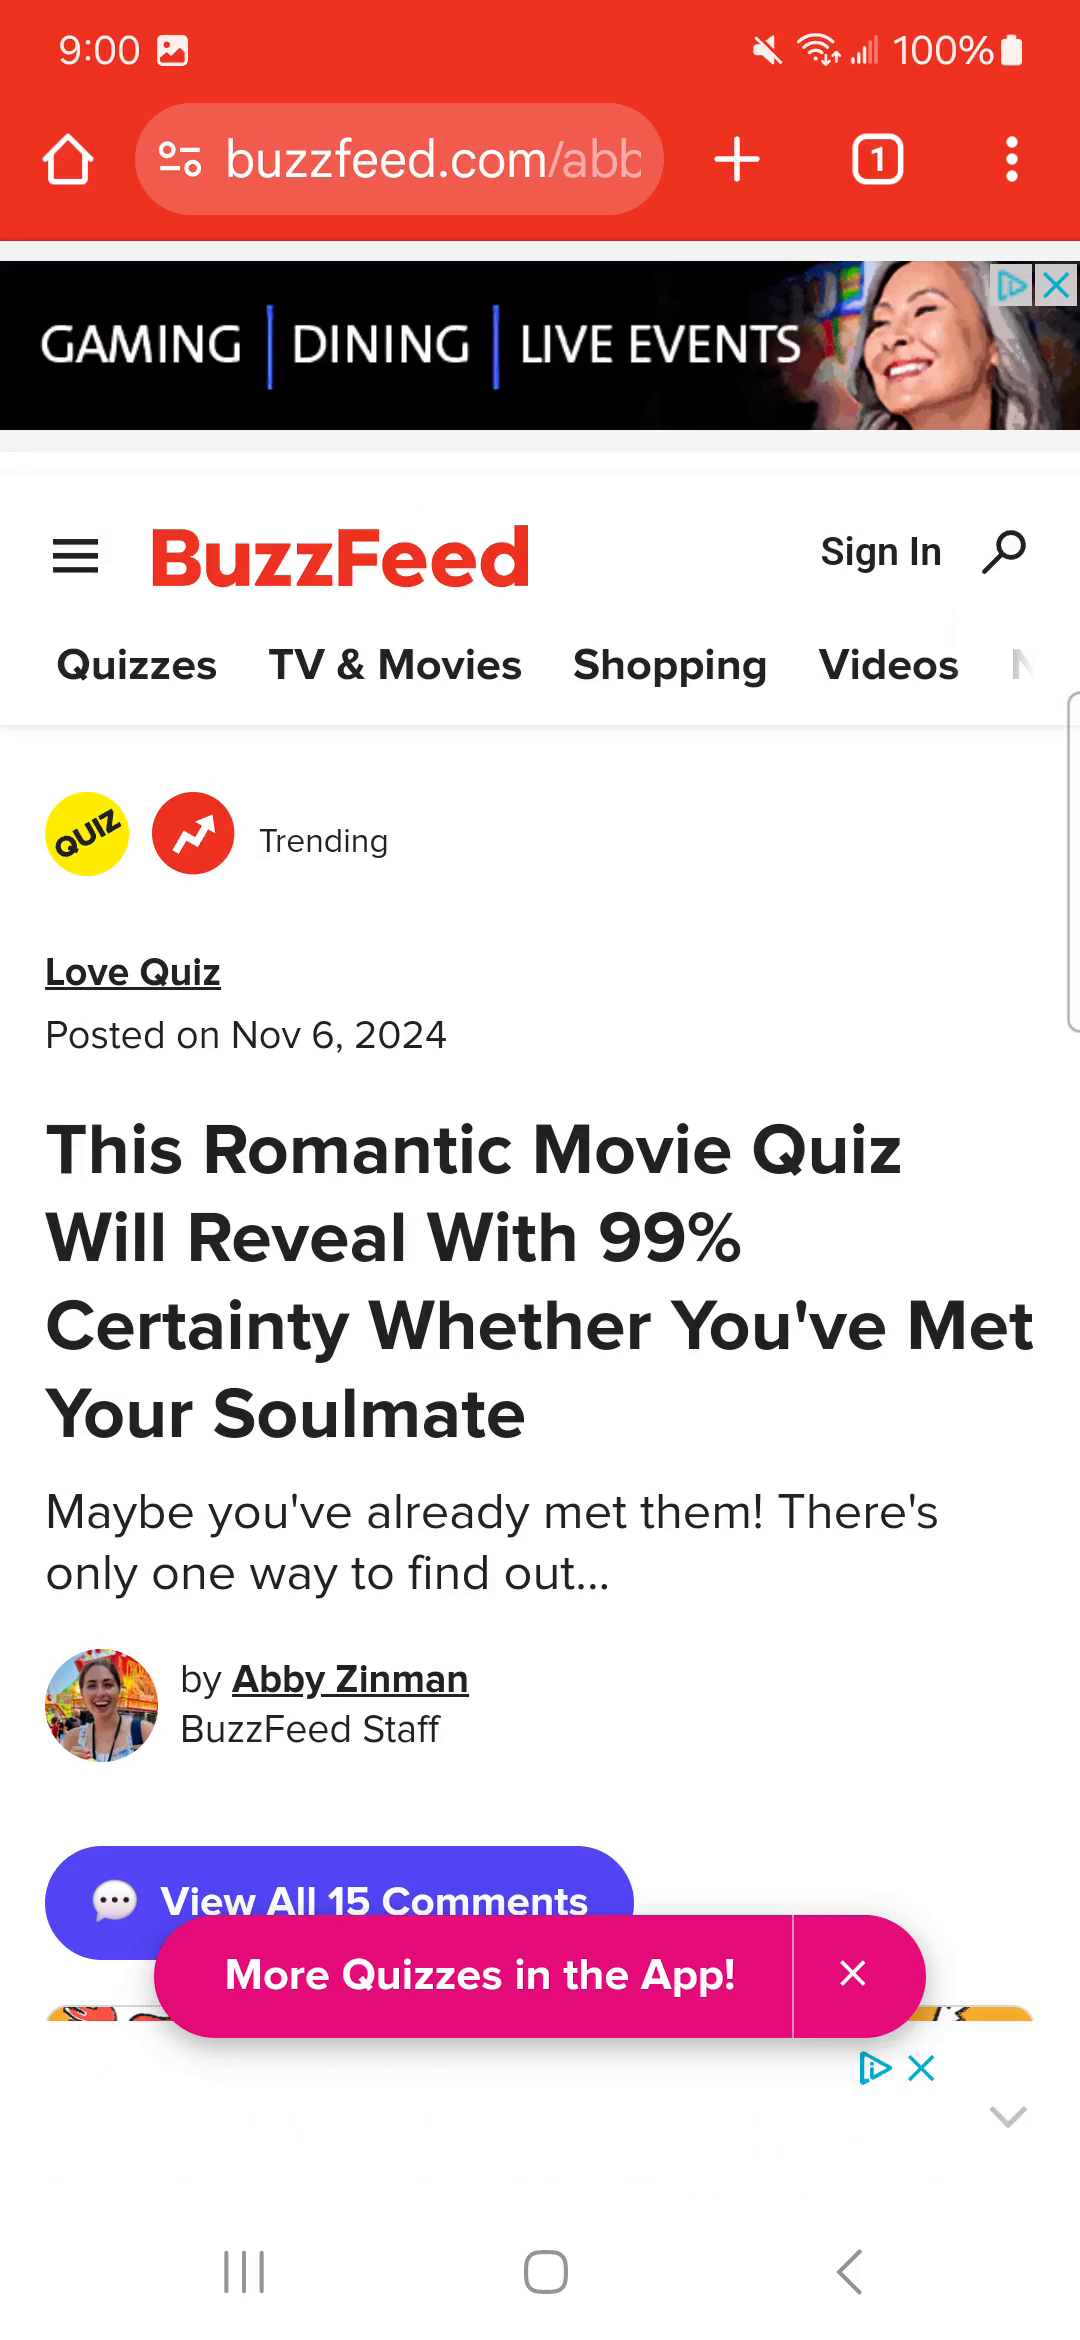 9:00
100%
buzzfeed.com/abb
1
GAMING | DINING | LIVE EVENTS
BuzzFeed
Sign In
Quizzes TV & Movies Shopping Videos N
QUIZ
Trending
Love Quiz
Posted on Nov 6, 2024
This Romantic Movie Quiz
Will Reveal With 99%
Certainty Whether You've Met
Your Soulmate
Maybe you've already met them! There's
only one way to find out...
by Abby Zinman
BuzzFeed Staff
View All 15 Comments
More Quizzes in the App!